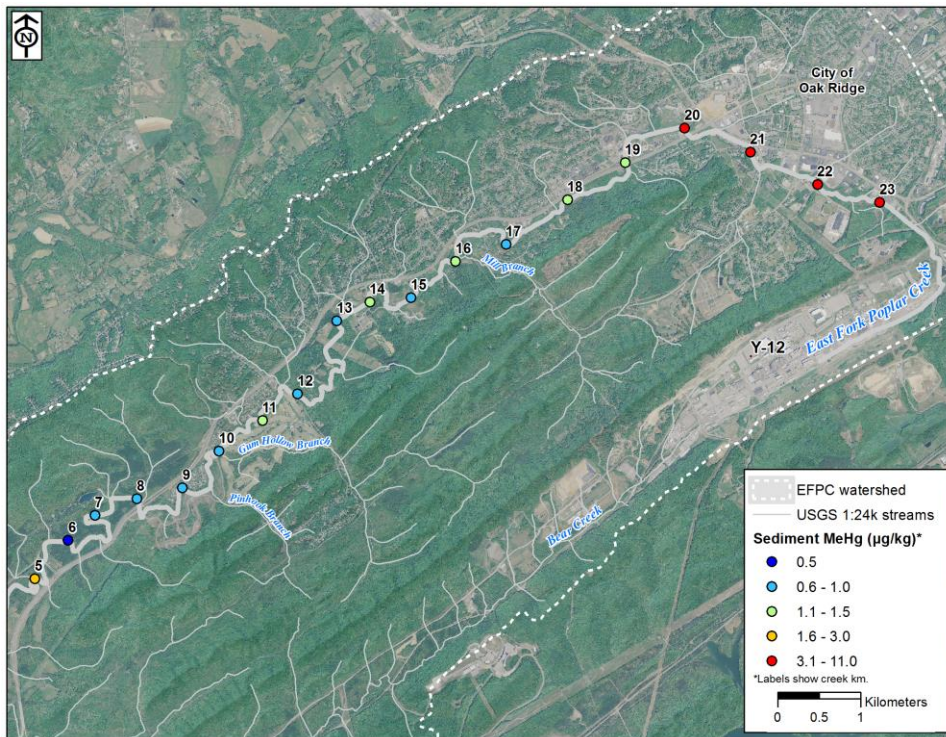 N
City of
Oak Ridge
20
21
19
22
23
18
17
16
Mill Branch
15
14
13
East Fork Poplar Creek
Y-12
12
11
10
Gum Hollow Branch
9
8
Pinhook Branch
7
6
Bear Creek
5
EFPC watershed
USGS 1:24k streams
Sediment MeHg (µg/kg)*
0.5
0.6 - 1.0
1.1 - 1.5
1.6 - 3.0
3.1 - 11.0
*Labels show creek km.
Kilometers
0 0.5 1